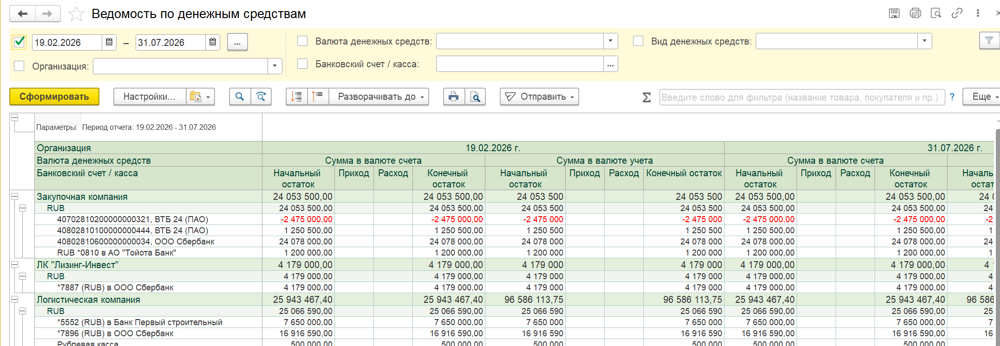 Ведомость по денежным средствам
19.02.2026 – 31.07.2026 ... Валюта денежных средств: Вид денежных средств:
Организация: Банковский счет / касса: ...
Сформировать Настройки... Разворачивать до Отправить Σ Введите слово для фильтра (название товара, покупателя и пр.) ? Еще
Параметры: Период отчета: 19.02.2026 - 31.07.2026
Организация 19.02.2026 г. 31.07.2026 г.
Валюта денежных средств Сумма в валюте счета Сумма в валюте учета Сумма в валюте счета
Банковский счет / касса Начальный остаток Приход Расход Конечный остаток Начальный остаток Приход Расход Конечный остаток Начальный остаток Приход Расход Конечный остаток
Закупочная компания 24 053 500,00 24 053 500,00 24 053 500 24 053 500 24 053 500,00 24 053 500,00 24
RUB 24 053 500,00 24 053 500,00 24 053 500 24 053 500 24 053 500,00 24 053 500,00 24
40702810200000000321, ВТБ 24 (ПАО) -2 475 000,00 -2 475 000,00 -2 475 000 -2 475 000 -2 475 000,00 -2 475 000,00 -2
40802810100000000444, ВТБ 24 (ПАО) 1 250 500,00 1 250 500,00 1 250 500 1 250 500 1 250 500,00 1 250 500,00 1
40802810600000000034, ООО Сбербанк 24 078 000,00 24 078 000,00 24 078 000 24 078 000 24 078 000,00 24 078 000,00 24
RUB *0810 в АО "Тойота Банк" 1 200 000,00 1 200 000,00 1 200 000 1 200 000 1 200 000,00 1 200 000,00 1
ЛК "Лизинг-Инвест" 4 179 000,00 4 179 000,00 4 179 000 4 179 000 4 179 000,00 4 179 000,00 4
RUB 4 179 000,00 4 179 000,00 4 179 000 4 179 000 4 179 000,00 4 179 000,00 4
*7887 (RUB) в ООО Сбербанк 4 179 000,00 4 179 000,00 4 179 000 4 179 000 4 179 000,00 4 179 000,00 4
Логистическая компания 25 943 467,40 25 943 467,40 96 586 113,75 96 586 113,75 25 943 467,40 25 943 467,40 96 586
RUB 25 066 590,00 25 066 590,00 25 066 590 25 066 590 25 066 590,00 25 066 590,00 25
*5552 (RUB) в Банк Первый строительный 7 650 000,00 7 650 000,00 7 650 000 7 650 000 7 650 000,00 7 650 000,00 7
*7896 (RUB) в ООО Сбербанк 16 916 590,00 16 916 590,00 16 916 590 16 916 590 16 916 590,00 16 916 590,00 16
Рублевая касса 500 000,00 500 000,00 500 000 500 000 500 000,00 500 000,00